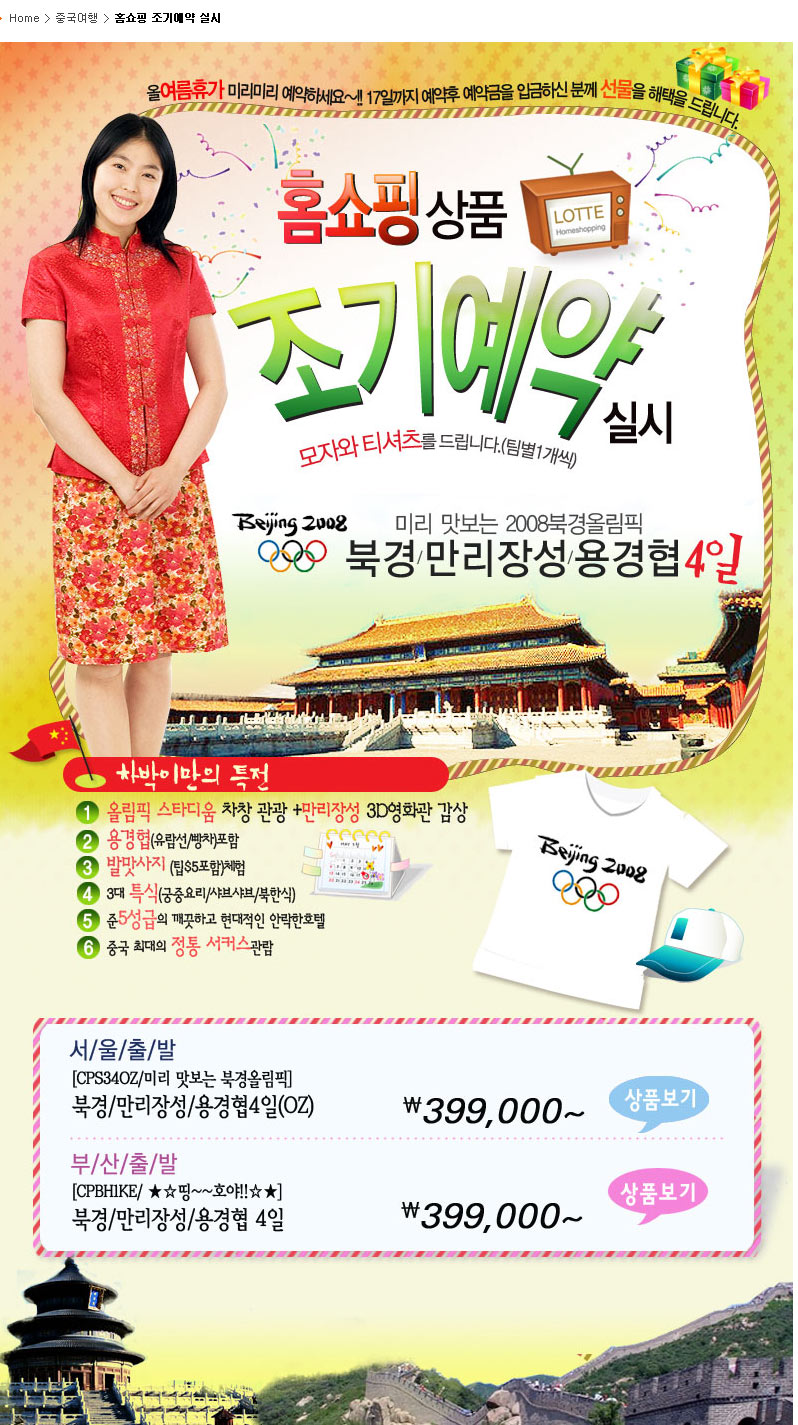 Home > 중국여행 > 홈쇼핑 조기예약 실시
올여름휴가 미리미리 예약하세요~!! 17일까지 예약후 예약금을 입금하신 분께 선물을 혜택을 드립니다.
홈쇼핑 상품
LOTTE
Homeshopping
조기예약 실시
모자와 티셔츠를 드립니다.(팀별1개씩)
Beijing 2008
미리 맛보는 2008북경올림픽
북경/만리장성/용경협 4일
차박이만의 특전
1 올림픽 스타디움 차창 관광 +만리장성 3D영화관 감상
2 용경협(유람선/빵차)포함
3 발맛사지 (팁$5포함)체험
4 3대 특식(궁중요리/샤브샤브/북한식)
5 준5성급의 깨끗하고 현대적인 안락한호텔
6 중국 최대의 정통 서커스관람
Beijing 2008
서/울/출/발
[CPS34OZ/미리 맛보는 북경올림픽]
북경/만리장성/용경협4일(OZ)
₩399,000~
상품보기
부/산/출/발
[CPBH1KE/ ★☆띵~~호야!!☆★]
북경/만리장성/용경협 4일
₩399,000~
상품보기